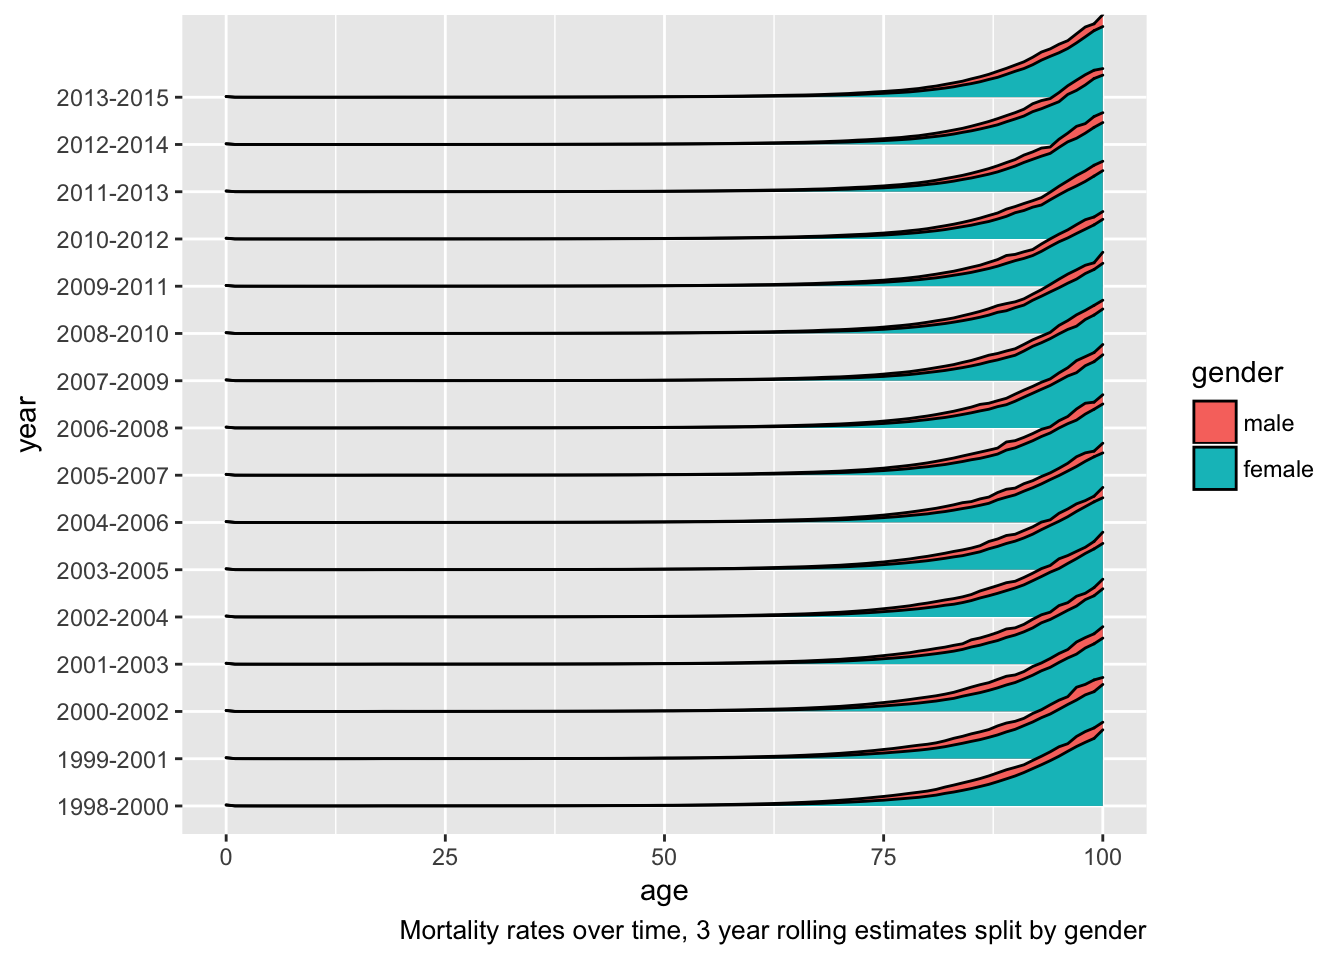 2013-2015
2012-2014
2011-2013
2010-2012
2009-2011
2008-2010
2007-2009
2006-2008
2005-2007
2004-2006
2003-2005
2002-2004
2001-2003
2000-2002
1999-2001
1998-2000
year
0 25 50 75 100
age
Mortality rates over time, 3 year rolling estimates split by gender
gender
male
female